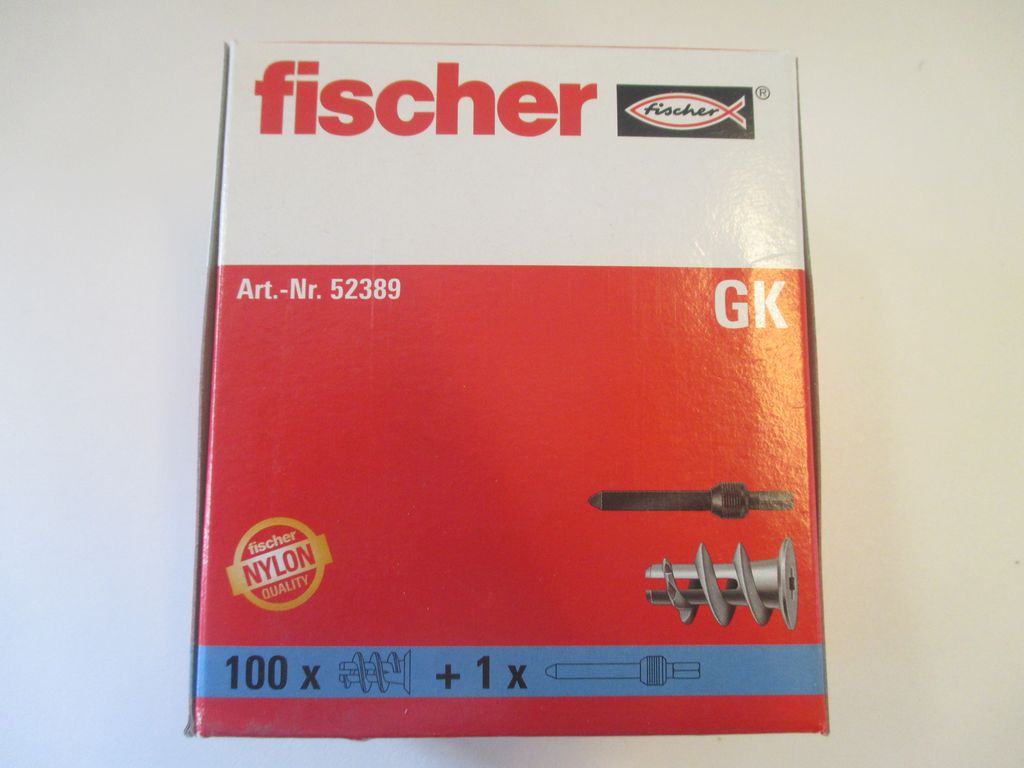 fischer
fischer ®
Art.-Nr. 52389
GK
fischer
NYLON
QUALITY
100 x + 1 x